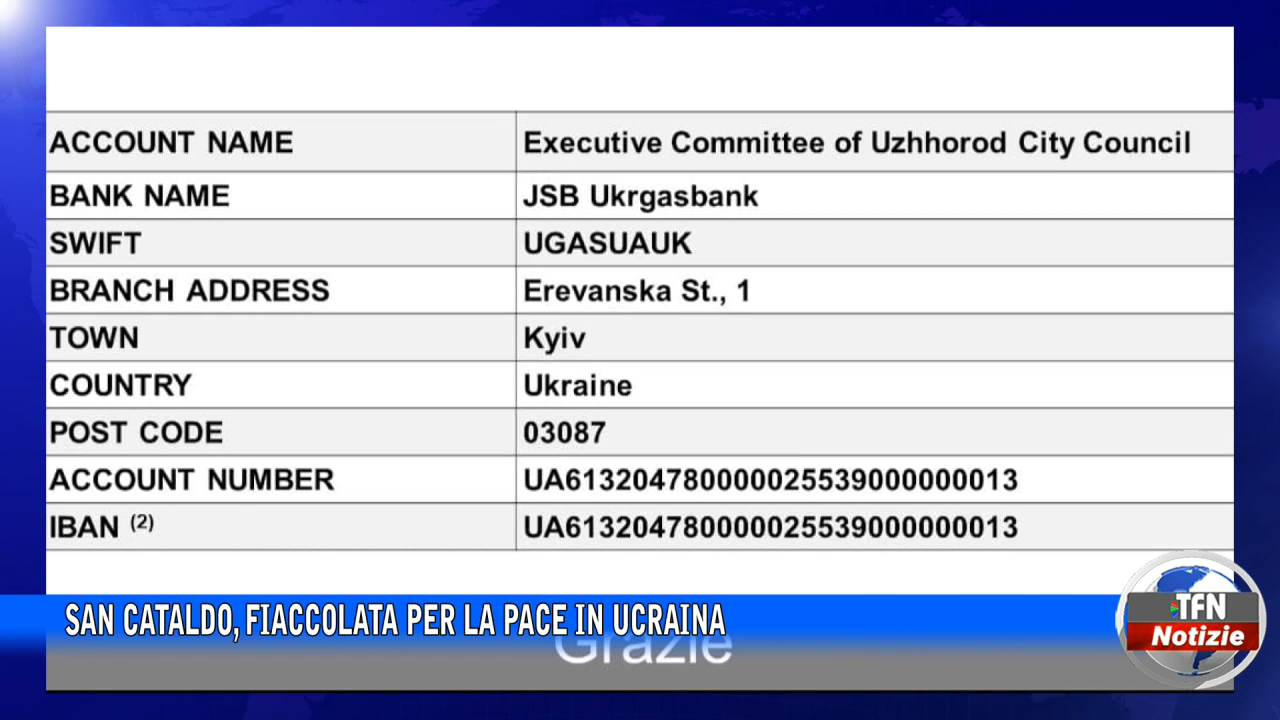 ACCOUNT NAME Executive Committee of Uzhhorod City Council
BANK NAME JSB Ukrgasbank
SWIFT UGASUAUK
BRANCH ADDRESS Erevanska St., 1
TOWN Kyiv
COUNTRY Ukraine
POST CODE 03087
ACCOUNT NUMBER UA613204780000025539000000013
IBAN (2) UA613204780000025539000000013
SAN CATALDO, FIACCOLATA PER LA PACE IN UCRAINA
Grazie
TFN
Notizie